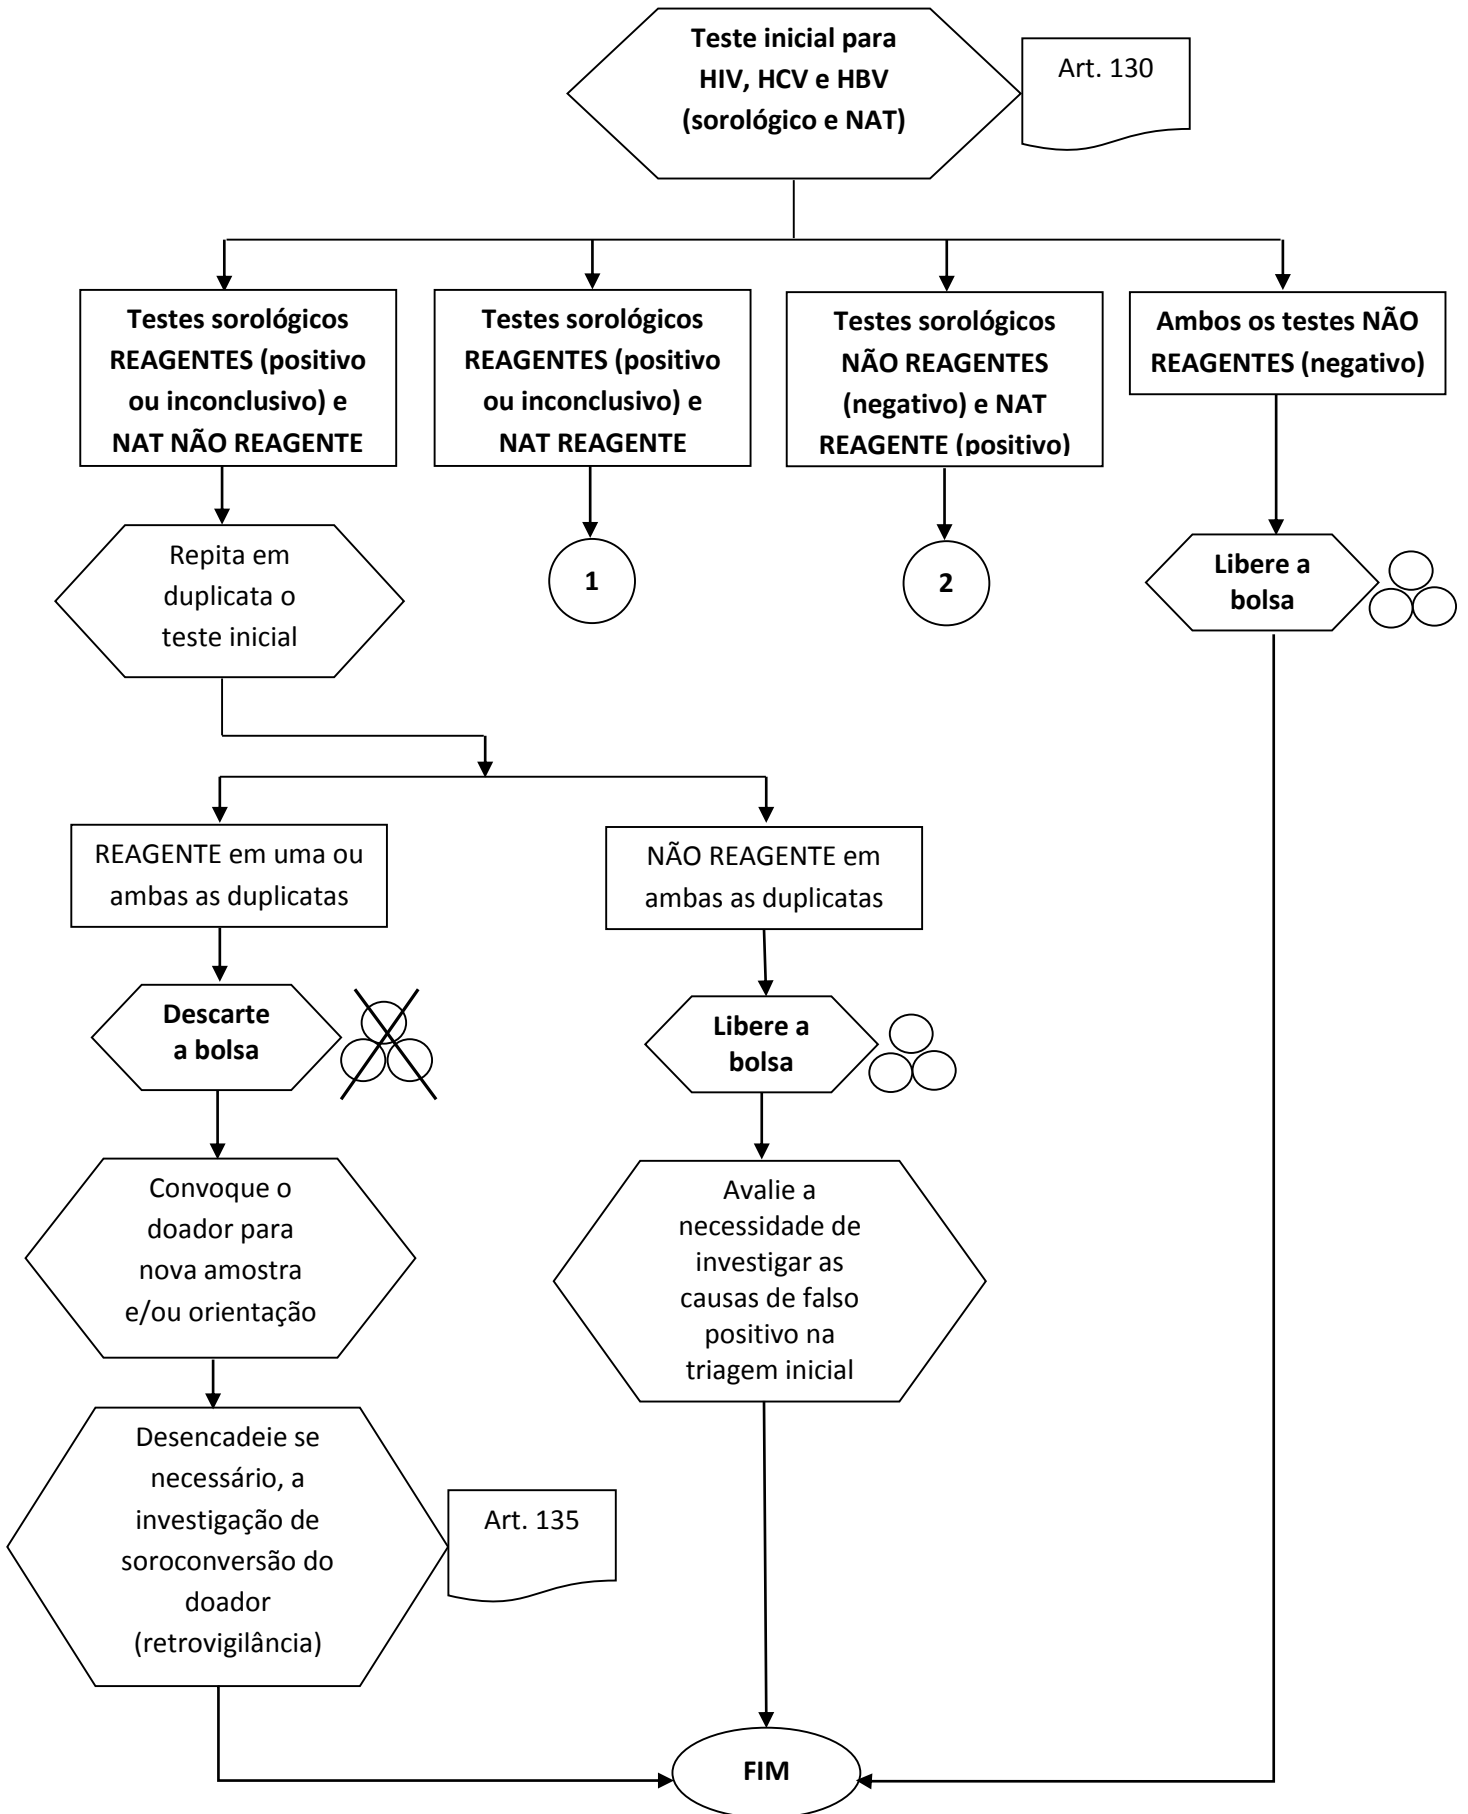 Teste inicial para
HIV, HCV e HBV
(sorológico e NAT)
Art. 130
Testes sorológicos
REAGENTES (positivo
ou inconclusivo) e
NAT NÃO REAGENTE
Testes sorológicos
REAGENTES (positivo
ou inconclusivo) e
NAT REAGENTE
Testes sorológicos
NÃO REAGENTES
(negativo) e NAT
REAGENTE (positivo)
Ambos os testes NÃO
REAGENTES (negativo)
Repita em
duplicata o
teste inicial
1
2
Libere a
bolsa
REAGENTE em uma ou
ambas as duplicatas
NÃO REAGENTE em
ambas as duplicatas
Descarte
a bolsa
Libere a
bolsa
Convoque o
doador para
nova amostra
e/ou orientação
Avalie a
necessidade de
investigar as
causas de falso
positivo na
triagem inicial
Desencadeie se
necessário, a
investigação de
soroconversão do
doador
(retrovigilância)
Art. 135
FIM